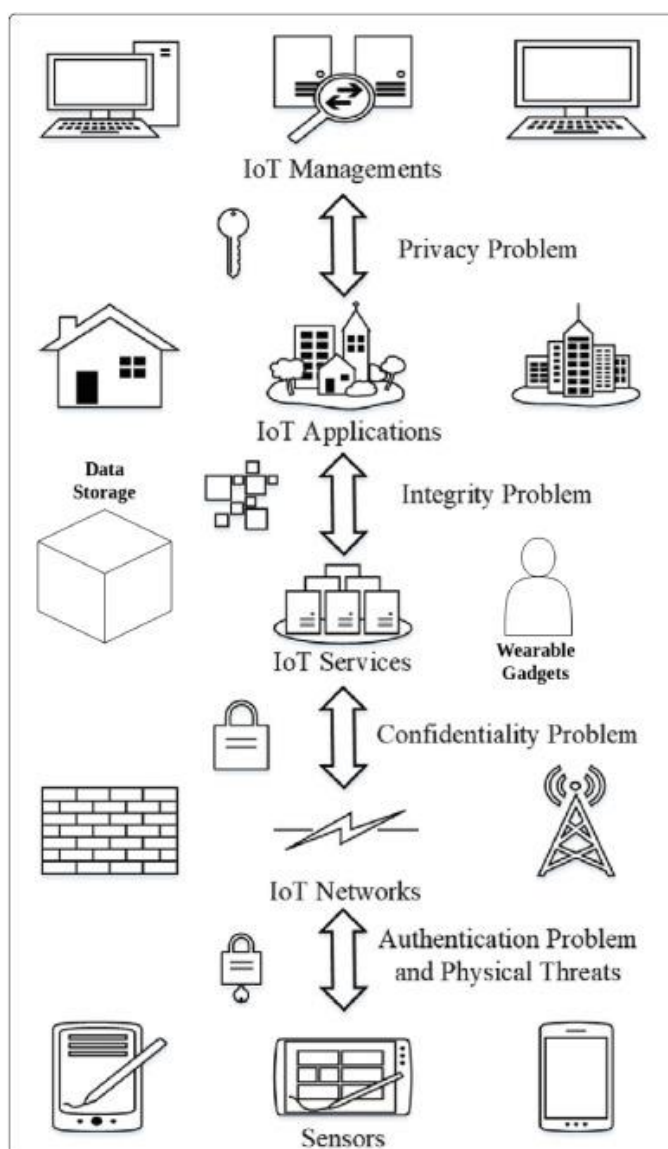 IoT Managements
Privacy Problem
IoT Applications
Data
Storage
Integrity Problem
IoT Services
Wearable
Gadgets
Confidentiality Problem
IoT Networks
Authentication Problem
and Physical Threats
Sensors